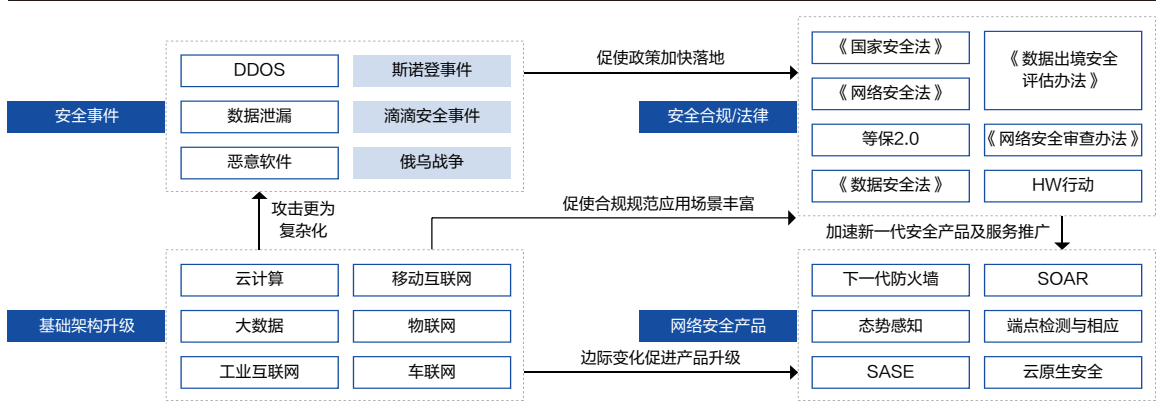 安全事件
DDOS
斯诺登事件
数据泄漏
滴滴安全事件
恶意软件
俄乌战争
促使政策加快落地
安全合规/法律
《国家安全法》
《数据出境安全
评估办法》
《网络安全法》
等保2.0
《网络安全审查办法》
《数据安全法》
HW行动
攻击更为
复杂化
促使合规规范应用场景丰富
加速新一代安全产品及服务推广
基础架构升级
云计算
移动互联网
大数据
物联网
工业互联网
车联网
边际变化促进产品升级
网络安全产品
下一代防火墙
SOAR
态势感知
端点检测与相应
SASE
云原生安全